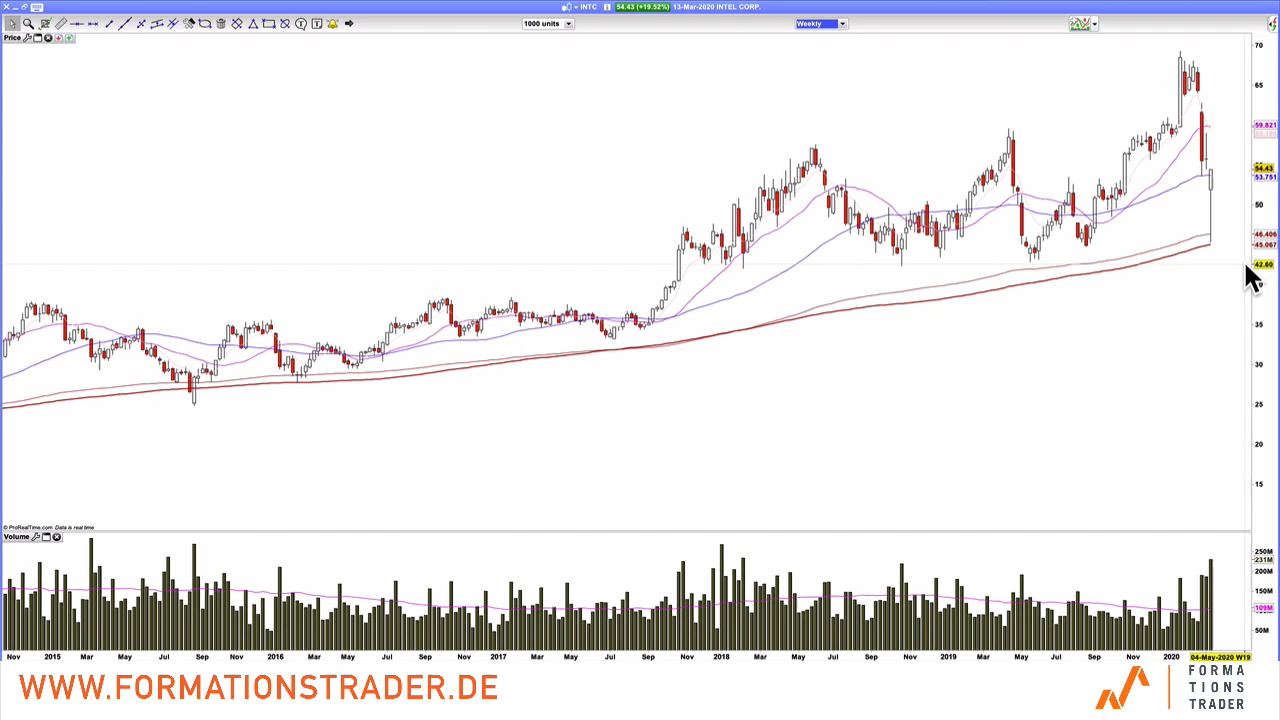 INTC 54.43 (+19.52%) 13-Mar-2020 INTEL CORP.
1000 units
Weekly
Price
70
65
59.821
54.43
53.751
50
46.406
45.067
42.60
35
30
25
20
15
© ProRealTime.com Data is real time
Volume
250M
231M
200M
150M
109M
50M
Nov 2015 Mar May Jul Sep Nov 2016 Mar May Jul Sep Nov 2017 Mar May Jul Sep Nov 2018 Mar May Jul Sep Nov 2019 Mar May Jul Sep Nov 2020 04-May-2020 W19
WWW.FORMATIONSTRADER.DE
FORMA
TIONS
TRADER